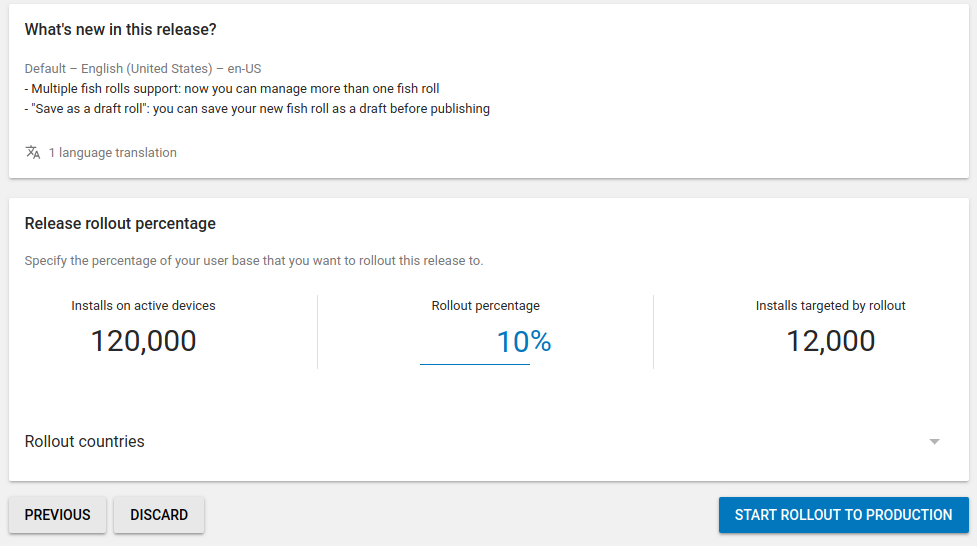 What's new in this release?
Default – English (United States) – en-US
- Multiple fish rolls support: now you can manage more than one fish roll
- "Save as a draft roll": you can save your new fish roll as a draft before publishing
1 language translation
Release rollout percentage
Specify the percentage of your user base that you want to rollout this release to.
Installs on active devices
Rollout percentage
Installs targeted by rollout
120,000
10%
12,000
Rollout countries
PREVIOUS
DISCARD
START ROLLOUT TO PRODUCTION